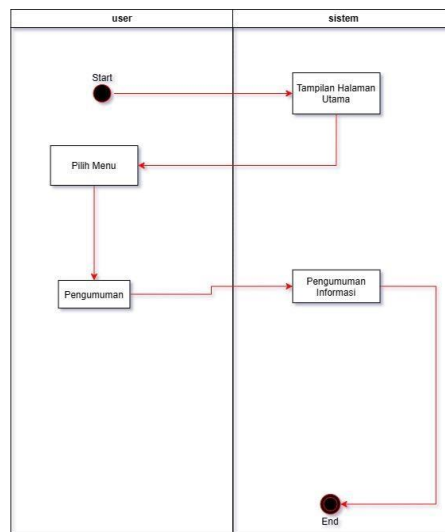 user
sistem
Start
Tampilan Halaman
Utama
Pilih Menu
Pengumuman
Pengumuman
Informasi
End